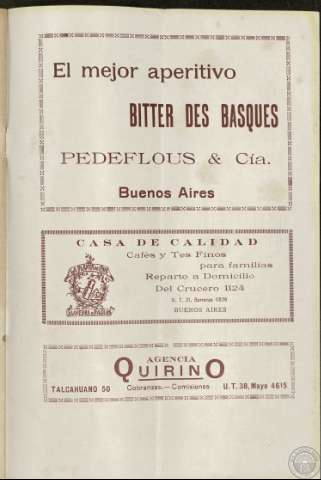 El mejor aperitivo
BITTER DES BASQUES
PEDEFLOUS & Cía.
Buenos Aires
CASA DE CALIDAD
Cafés y Tes Finos
para familias
Reparto a Domicilio
Del Crucero 1124
BUENOS AIRES
AGENCIA
QUIRINO
TALCAHUANO 50 Cobranzas.— Comisiones U.T. 38, Mayo 4615